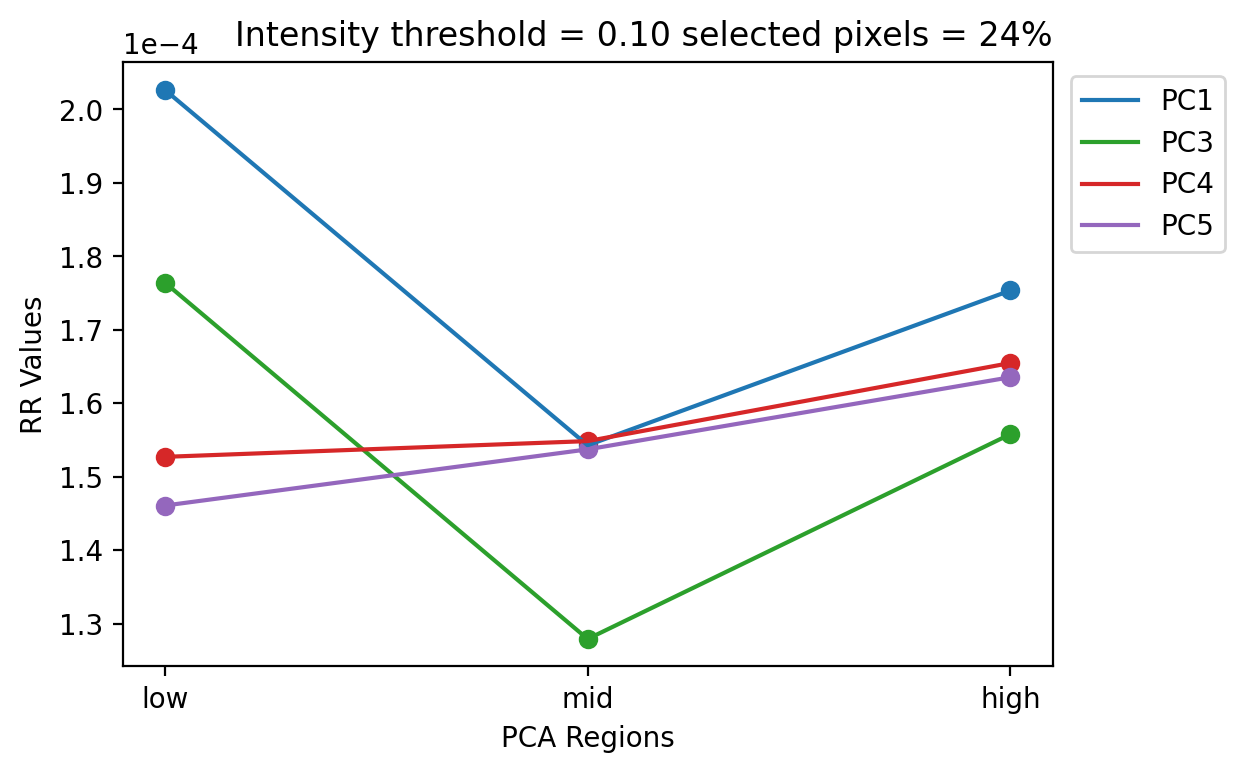 Intensity threshold = 0.10 selected pixels = 24%
1e−4
2.0
1.9
1.8
1.7
1.6
1.5
1.4
1.3
RR Values
low
mid
high
PCA Regions
PC1
PC3
PC4
PC5